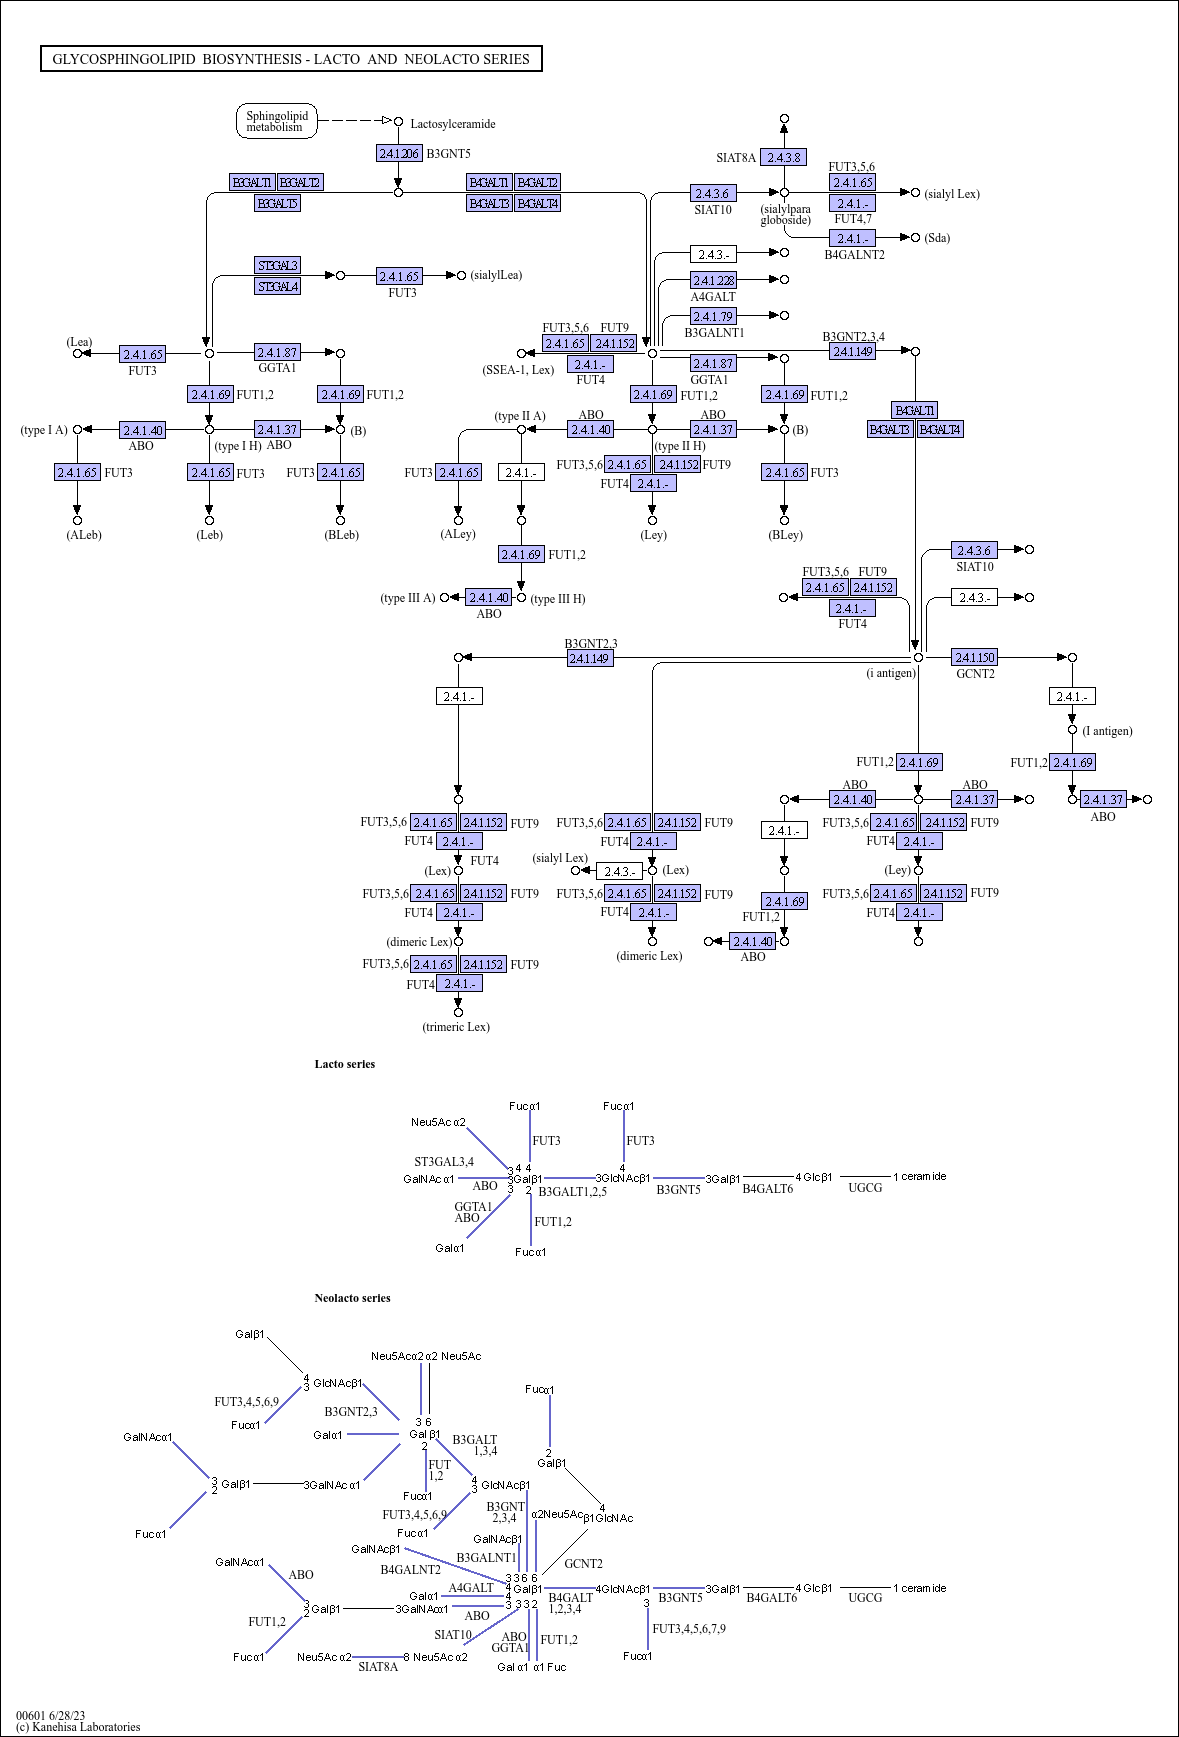 GLYCOSPHINGOLIPID BIOSYNTHESIS - LACTO AND NEOLACTO SERIES
Sphingolipid
metabolism
Lactosylceramide
2.4.1.206 B3GNT5
B3GALT1 B3GALT2
B3GALT5
B4GALT1 B4GALT2
B4GALT3 B4GALT4
SIAT8A 2.4.3.8
2.4.3.6
SIAT10
(sialylpara
globoside)
FUT3,5,6
2.4.1.65
2.4.1.-
FUT4,7
(sialyl Lex)
2.4.1.-
B4GALNT2
(Sda)
2.4.3.-
2.4.1.228
A4GALT
2.4.1.79
B3GALNT1
ST3GAL3
ST3GAL4
2.4.1.65
FUT3
(sialylLea)
(Lea)
2.4.1.65
FUT3
2.4.1.87
GGTA1
FUT3,5,6 FUT9
2.4.1.65 2.4.1.152
2.4.1.-
FUT4
(SSEA-1, Lex)
2.4.1.87
GGTA1
B3GNT2,3,4
2.4.1.149
2.4.1.69 FUT1,2
2.4.1.69 FUT1,2
2.4.1.69 FUT1,2
2.4.1.69 FUT1,2
B4GALT1
B4GALT3 B4GALT4
(type I A)
2.4.1.40
ABO
(type I H)
2.4.1.37
ABO
(B)
(type II A)
ABO
2.4.1.40
(type II H)
ABO
2.4.1.37
(B)
2.4.1.65 FUT3
2.4.1.65 FUT3
FUT3 2.4.1.65
FUT3 2.4.1.65
2.4.1.-
FUT3,5,6 2.4.1.65 2.4.1.152 FUT9
FUT4 2.4.1.-
2.4.1.65 FUT3
(ALeb)
(Leb)
(BLeb)
(ALey)
(Ley)
(BLey)
2.4.1.69 FUT1,2
(type III A)
2.4.1.40
ABO
(type III H)
2.4.3.6
SIAT10
2.4.3.-
FUT3,5,6 FUT9
2.4.1.65 2.4.1.152
2.4.1.-
FUT4
B3GNT2,3
2.4.1.149
(i antigen)
2.4.1.150
GCNT2
2.4.1.-
2.4.1.-
(I antigen)
FUT1,2 2.4.1.69
FUT1,2 2.4.1.69
ABO
2.4.1.40
ABO
2.4.1.37
2.4.1.37
ABO
FUT3,5,6 2.4.1.65 2.4.1.152 FUT9
FUT4 2.4.1.-
FUT4
FUT3,5,6 2.4.1.65 2.4.1.152 FUT9
FUT4 2.4.1.-
2.4.1.-
FUT3,5,6 2.4.1.65 2.4.1.152 FUT9
FUT4 2.4.1.-
(Lex)
(sialyl Lex)
2.4.3.-
(Lex)
(Ley)
FUT3,5,6 2.4.1.65 2.4.1.152 FUT9
FUT4 2.4.1.-
FUT3,5,6 2.4.1.65 2.4.1.152 FUT9
FUT4 2.4.1.-
2.4.1.69
FUT1,2
FUT3,5,6 2.4.1.65 2.4.1.152 FUT9
FUT4 2.4.1.-
(dimeric Lex)
(dimeric Lex)
2.4.1.40
ABO
FUT3,5,6 2.4.1.65 2.4.1.152 FUT9
FUT4 2.4.1.-
(trimeric Lex)
Lacto series
Fucα1 Fucα1
Neu5Acα2
FUT3 FUT3
ST3GAL3,4
3 4 4 4
GalNAcα1 3Galβ1 3GlcNAcβ1 3Galβ1 4Glcβ1 1 ceramide
ABO 3 2 B3GALT1,2,5 B3GNT5 B4GALT6 UGCG
GGTA1
ABO
FUT1,2
Galα1
Fucα1
Neolacto series
Galβ1
Neu5Acα2 α2 Neu5Ac
4
3 GlcNAcβ1
FUT3,4,5,6,9
B3GNT2,3
Fucα1
Fucα1
3 6
Galα1 Galβ1
2
GalNAcα1
B3GALT
1,3,4
FUT
1,2
2
Galβ1
3
2 Galβ1 3GalNAcα1
4
3 GlcNAcβ1
Fucα1
FUT3,4,5,6,9
Fucα1
Fucα1
B3GNT
2,3,4
α2Neu5Ac
4
β1GlcNAc
GalNAcβ1
GalNAcβ1
B3GALNT1
B4GALNT2
GCNT2
GalNAcα1
ABO
3 3 6 6
A4GALT 4 Galβ1 4GlcNAcβ1 3Galβ1 4Glcβ1 1 ceramide
Galα1 4
B4GALT
1,2,3,4
B3GNT5 B4GALT6 UGCG
3
2 Galβ1 3GalNAcα1 3 3 3 2
3
ABO
FUT1,2
SIAT10
ABO
GGTA1
FUT1,2
FUT3,4,5,6,7,9
Fucα1
Neu5Acα2 8 Neu5Acα2
SIAT8A
Galα1 α1 Fuc
Fucα1
00601 6/28/23
(c) Kanehisa Laboratories